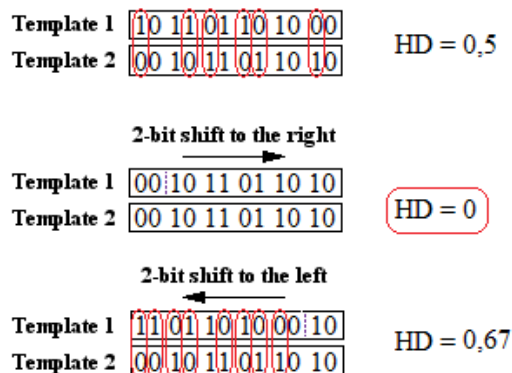 Template 1 10 11 01 10 10 00
Template 2 00 10 11 01 10 10
HD = 0,5
2-bit shift to the right
Template 1 00 10 11 01 10 10
Template 2 00 10 11 01 10 10
HD = 0
2-bit shift to the left
Template 1 11 01 10 10 00 10
Template 2 00 10 11 01 10 10
HD = 0,67